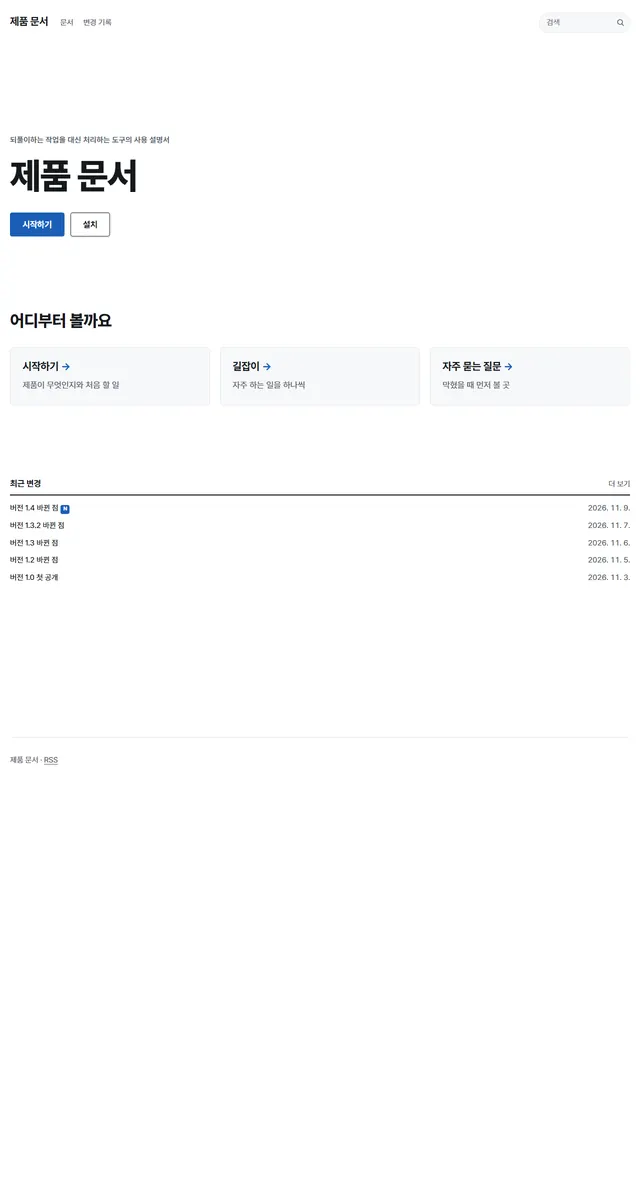 제품 문서 문서 변경 기록 검색
되풀이하는 작업을 대신 처리하는 도구의 사용 설명서
제품 문서
시작하기 설치
어디부터 볼까요
시작하기 → 길잡이 → 자주 묻는 질문 →
제품이 무엇인지와 처음 할 일 자주 하는 일을 하나씩 막혔을 때 먼저 볼 곳
최근 변경 더 보기
버전 1.4 바뀐 점 N 2026. 11. 9.
버전 1.3.2 바뀐 점 2026. 11. 7.
버전 1.3 바뀐 점 2026. 11. 6.
버전 1.2 바뀐 점 2026. 11. 5.
버전 1.0 첫 공개 2026. 11. 3.
제품 문서 · RSS